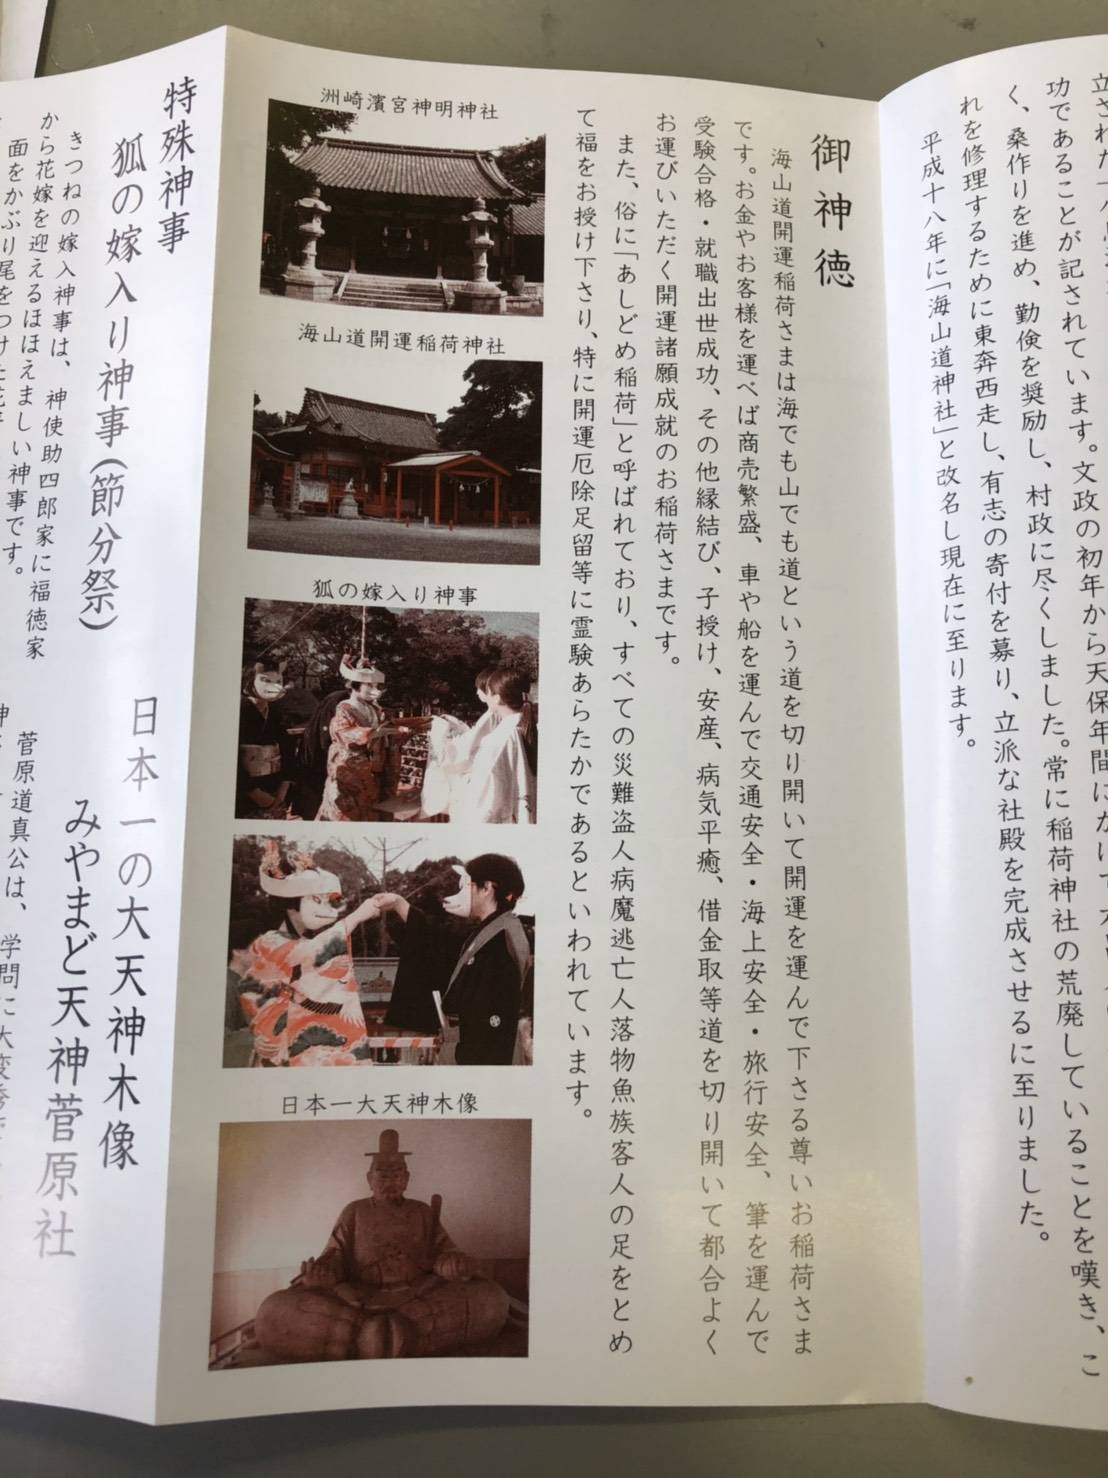 功であることが記されています。文政の初年から天保年間にかけて
く、桑作りを進め、勤倹を奨励し、村政に尽くしました。常に稲荷神社の荒廃していることを嘆き、こ
れを修理するために東奔西走し、有志の寄付を募り、立派な社殿を完成させるに至りました。
平成十八年に「海山道神社」と改名し現在に至ります。
御神徳
海山道開運稲荷さまは海でも山でも道という道を切り開いて開運を運んで下さる尊いお稲荷さま
です。お金やお客様を運べば商売繁盛、車や船を運んで交通安全・海上安全・旅行安全、筆を運んで
受験合格・就職出世成功、その他縁結び、子授け、安産、病気平癒、借金取等道を切り開いて都合よく
お運びいただく開運諸願成就のお稲荷さまです。
また、俗に「あしどめ稲荷」と呼ばれており、すべての災難盗人病魔逃亡人落物魚族客人の足をとめ
て福をお授け下さり、特に開運厄除足留等に霊験あらたかであるといわれています。
洲崎濱宮神明神社
海山道開運稲荷神社
狐の嫁入り神事
日本一大天神木像
特殊神事
狐の嫁入り神事(節分祭)
きつねの嫁入神事は、神使助四郎家に福徳家
から花嫁を迎えるほほえましい神事です。
面をかぶり尾をつけた花
日本一の大天神木像
みやまど天神菅原社
菅原道真公は、学問に大変